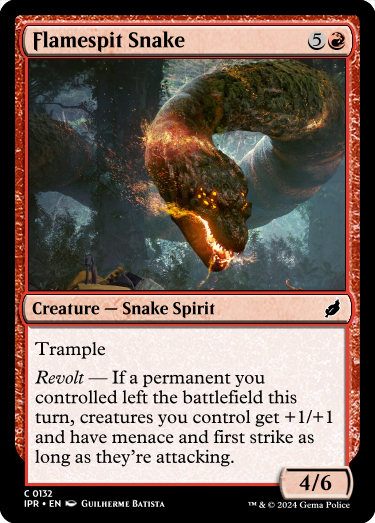 Flamespit Snake 5
Creature — Snake Spirit
Trample
Revolt — If a permanent you
controlled left the battlefield this
turn, creatures you control get +1/+1
and have menace and first strike as
long as they're attacking.
4/6
C 0132
IPR • EN Guilherme Batista
™ & © 2024 Gema Police